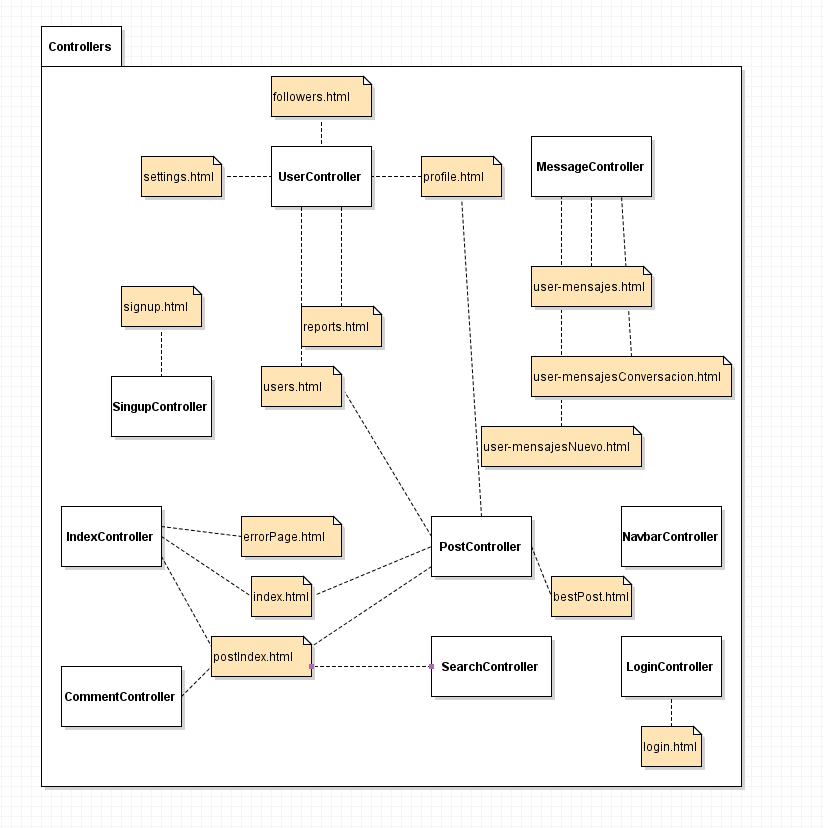 Controllers
followers.html
settings.html
UserController
profile.html
MessageController
signup.html
user-mensajes.html
reports.html
users.html
SingupController
user-mensajesConversacion.html
user-mensajesNuevo.html
IndexController
errorPage.html
PostController
NavbarController
index.html
bestPost.html
postIndex.html
SearchController
LoginController
CommentController
login.html